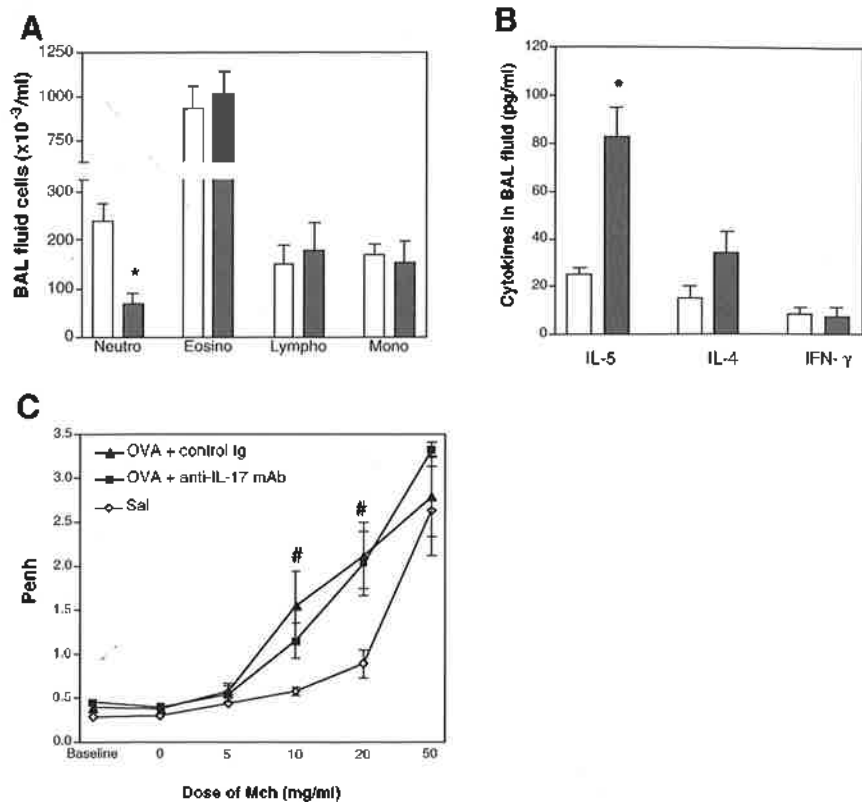 A
BAL fluid cells (x10⁻³/ml)
1250
1000
750
300
200
100
0
*
Neutro Eosino Lympho Mono
B
Cytokines in BAL fluid (pg/ml)
120
100
80
60
40
20
0
*
IL-5 IL-4 IFN- γ
C
Penh
3.5
3.0
2.5
2.0
1.5
1.0
0.5
0.0
OVA + control Ig
OVA + anti-IL-17 mAb
Sal
# #
Baseline 0 5 10 20 50
Dose of Mch (mg/ml)